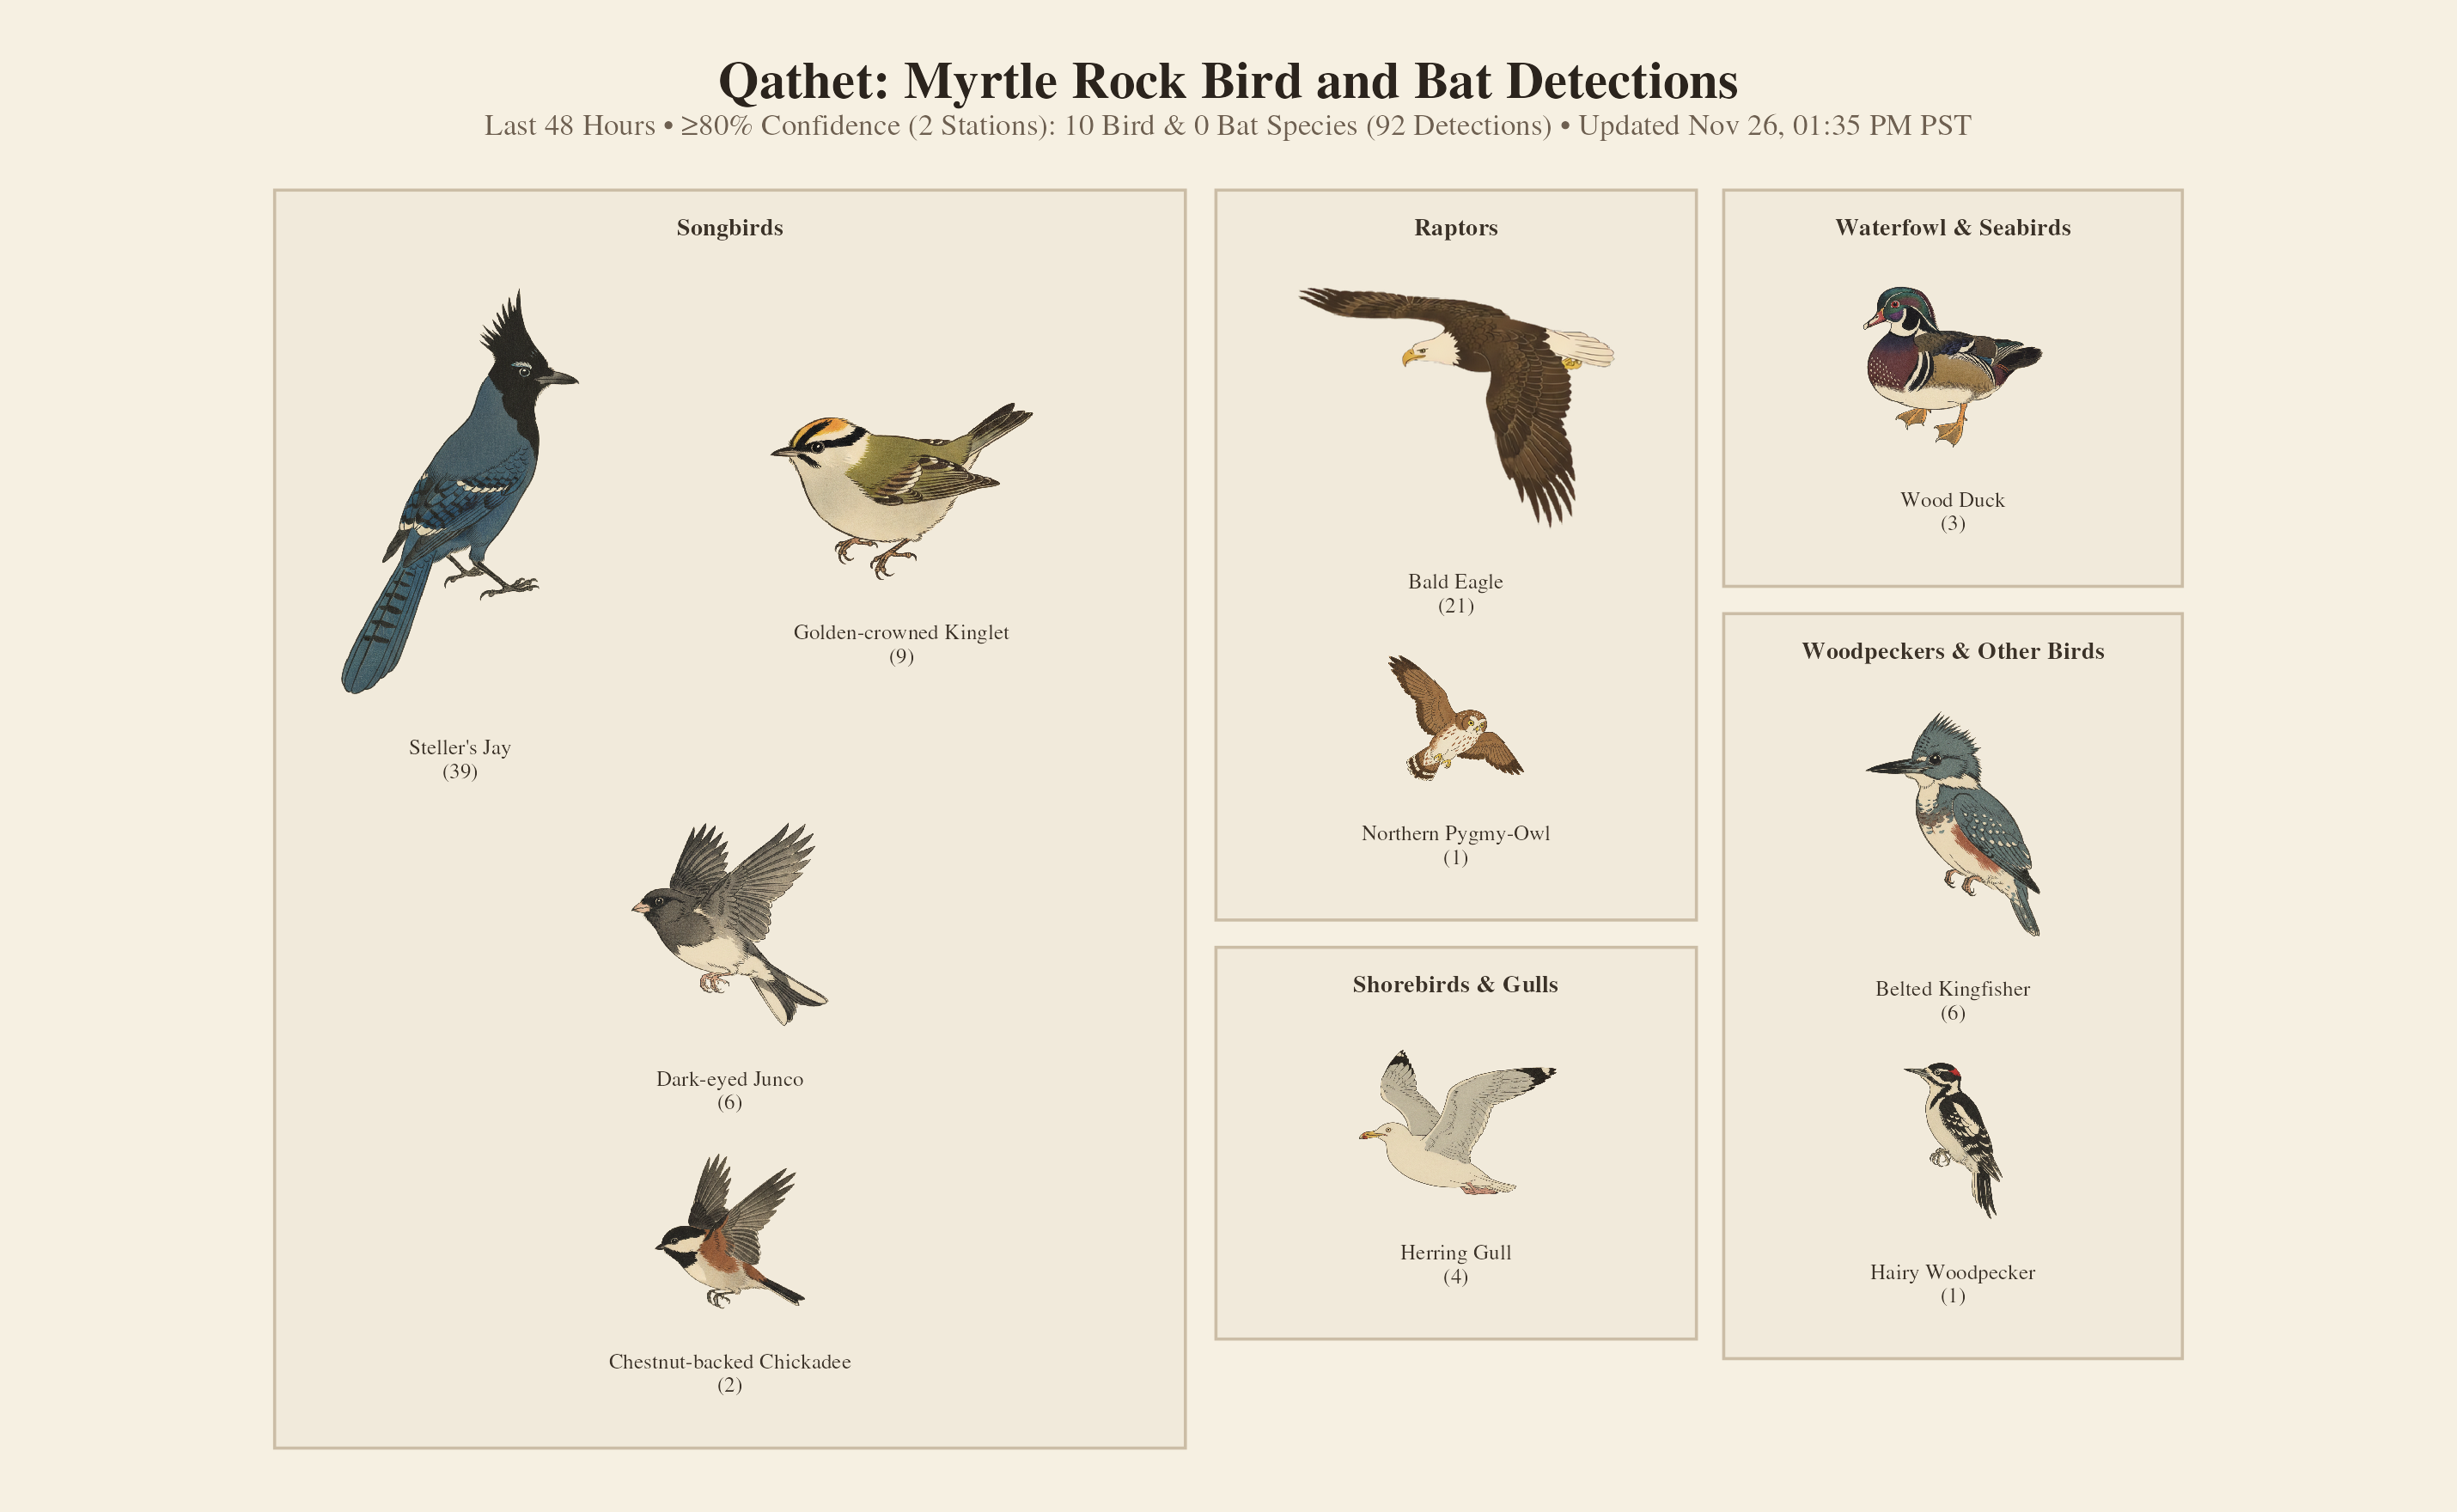 Qathet: Myrtle Rock Bird and Bat Detections
Last 48 Hours • ≥80% Confidence (2 Stations): 10 Bird & 0 Bat Species (92 Detections) • Updated Nov 26, 01:35 PM PST
Songbirds
Steller's Jay
(39)
Golden-crowned Kinglet
(9)
Dark-eyed Junco
(6)
Chestnut-backed Chickadee
(2)
Raptors
Bald Eagle
(21)
Northern Pygmy-Owl
(1)
Shorebirds & Gulls
Herring Gull
(4)
Waterfowl & Seabirds
Wood Duck
(3)
Woodpeckers & Other Birds
Belted Kingfisher
(6)
Hairy Woodpecker
(1)